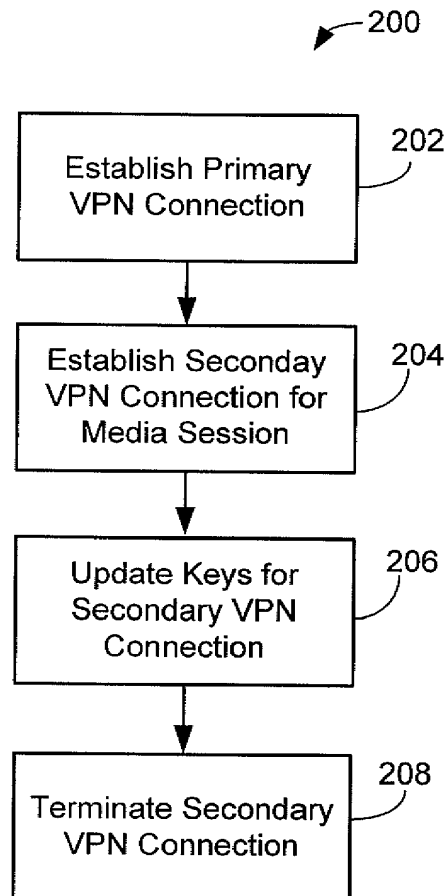 200
Establish Primary
VPN Connection
202
Establish Seconday
VPN Connection for
Media Session
204
Update Keys for
Secondary VPN
Connection
206
Terminate Secondary
VPN Connection
208